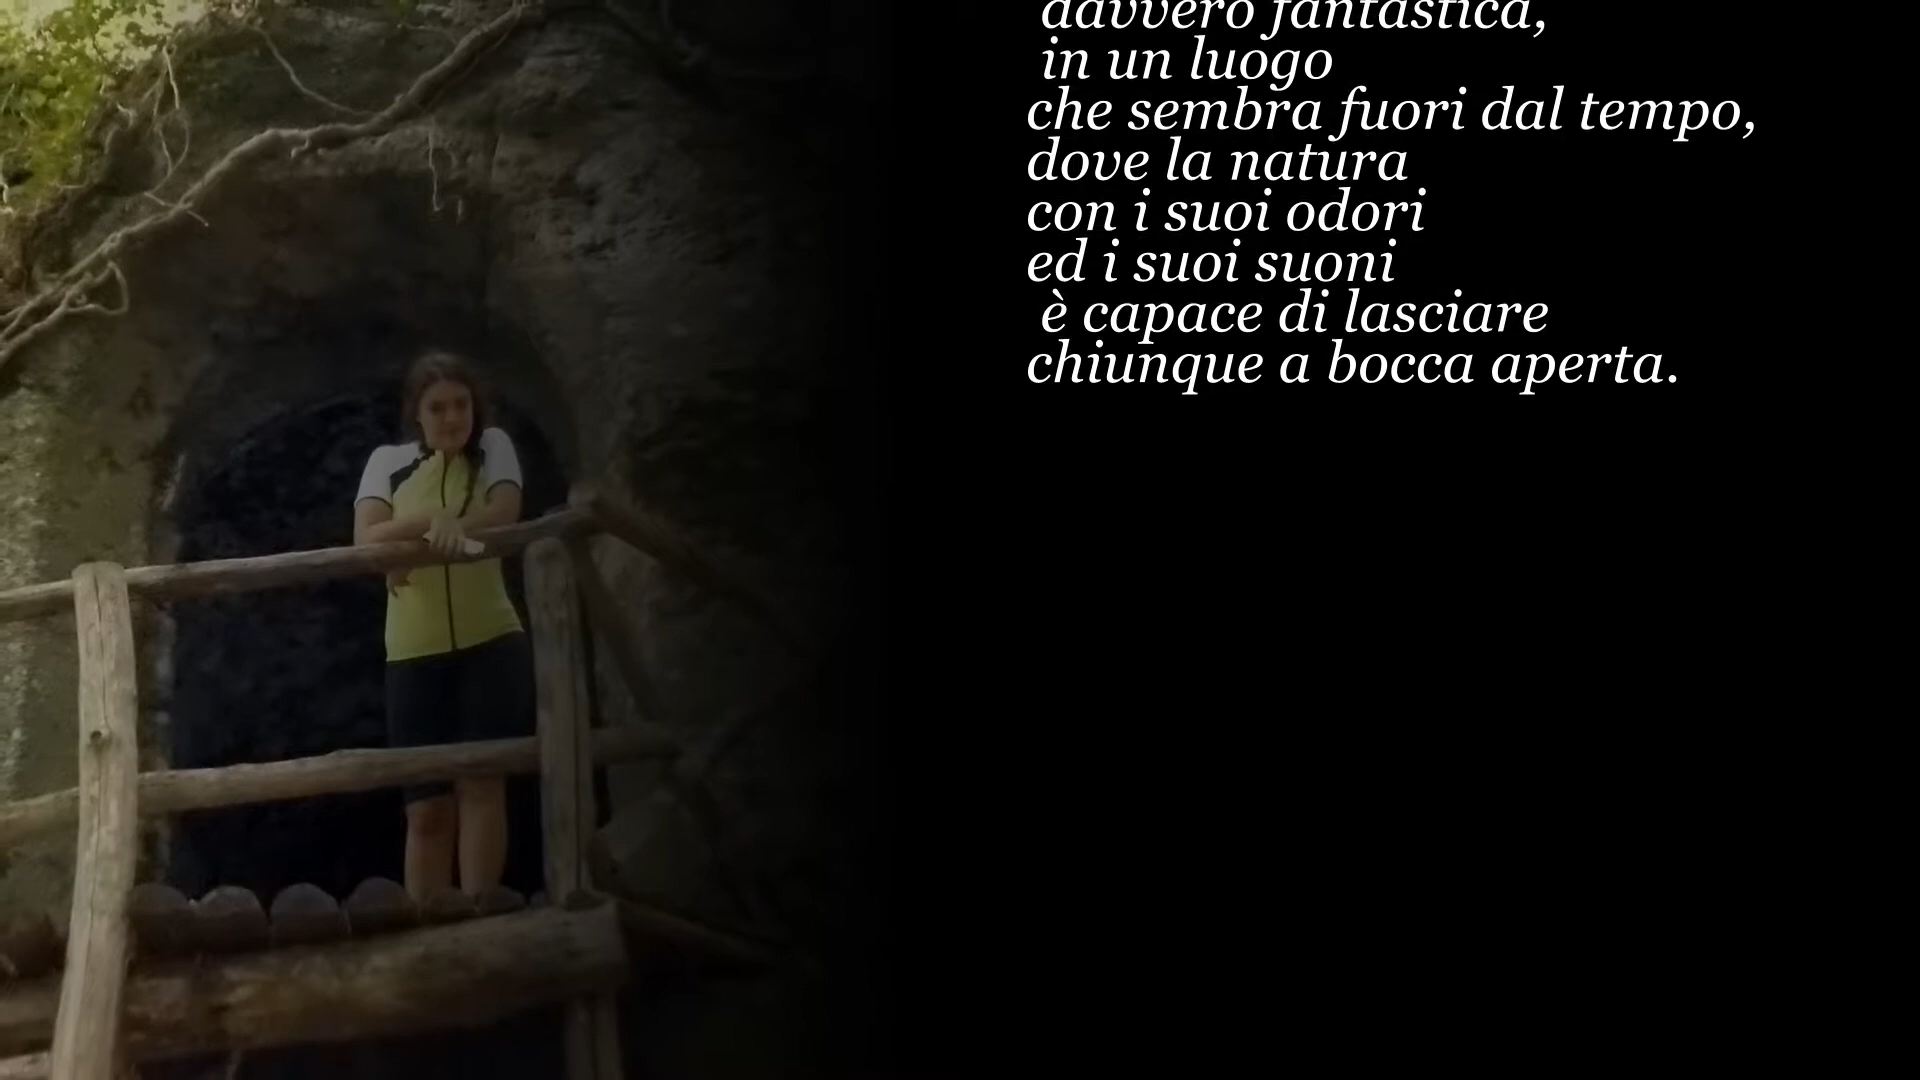 davvero fantastica,
in un luogo
che sembra fuori dal tempo,
dove la natura
con i suoi odori
ed i suoi suoni
è capace di lasciare
chiunque a bocca aperta.